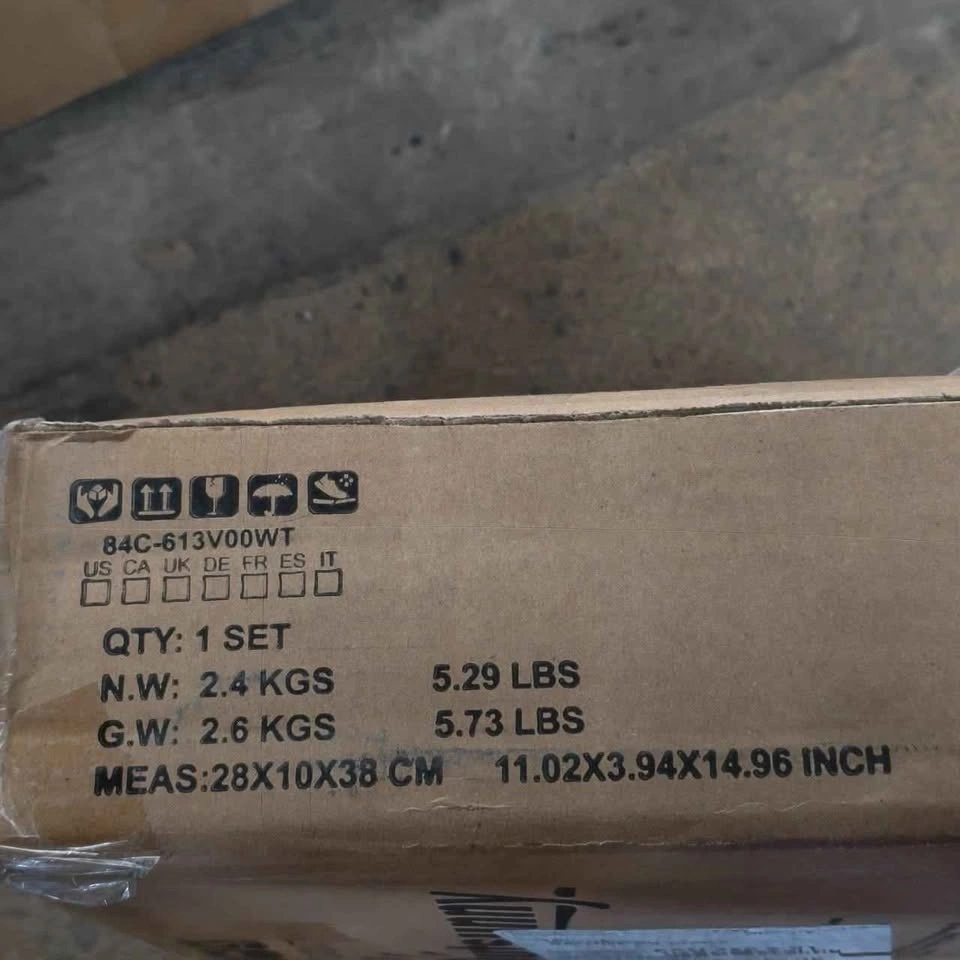 84C-613V00WT
US CA UK DE FR ES IT
QTY: 1 SET
N.W: 2.4 KGS 5.29 LBS
G.W: 2.6 KGS 5.73 LBS
MEAS:28X10X38 CM 11.02X3.94X14.96 INCH